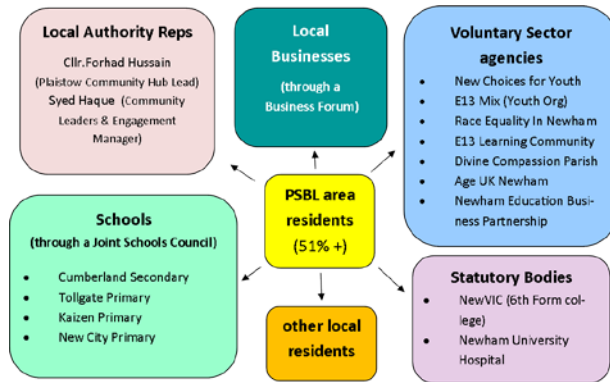 Local Authority Reps
Cllr.Forhad Hussain
(Plaistow Community Hub Lead)
Syed Haque (Community
Leaders & Engagement
Manager)
Local
Businesses
(through a
Business Forum)
Voluntary Sector
agencies
• New Choices for Youth
• E13 Mix (Youth Org)
• Race Equality In Newham
• E13 Learning Community
• Divine Compassion Parish
• Age UK Newham
• Newham Education Busi-
ness Partnership
PSBL area
residents
(51% +)
Schools
(through a Joint Schools Council)
• Cumberland Secondary
• Tollgate Primary
• Kaizen Primary
• New City Primary
other local
residents
Statutory Bodies
• NewVIC (6th Form col-
lege)
• Newham University
Hospital